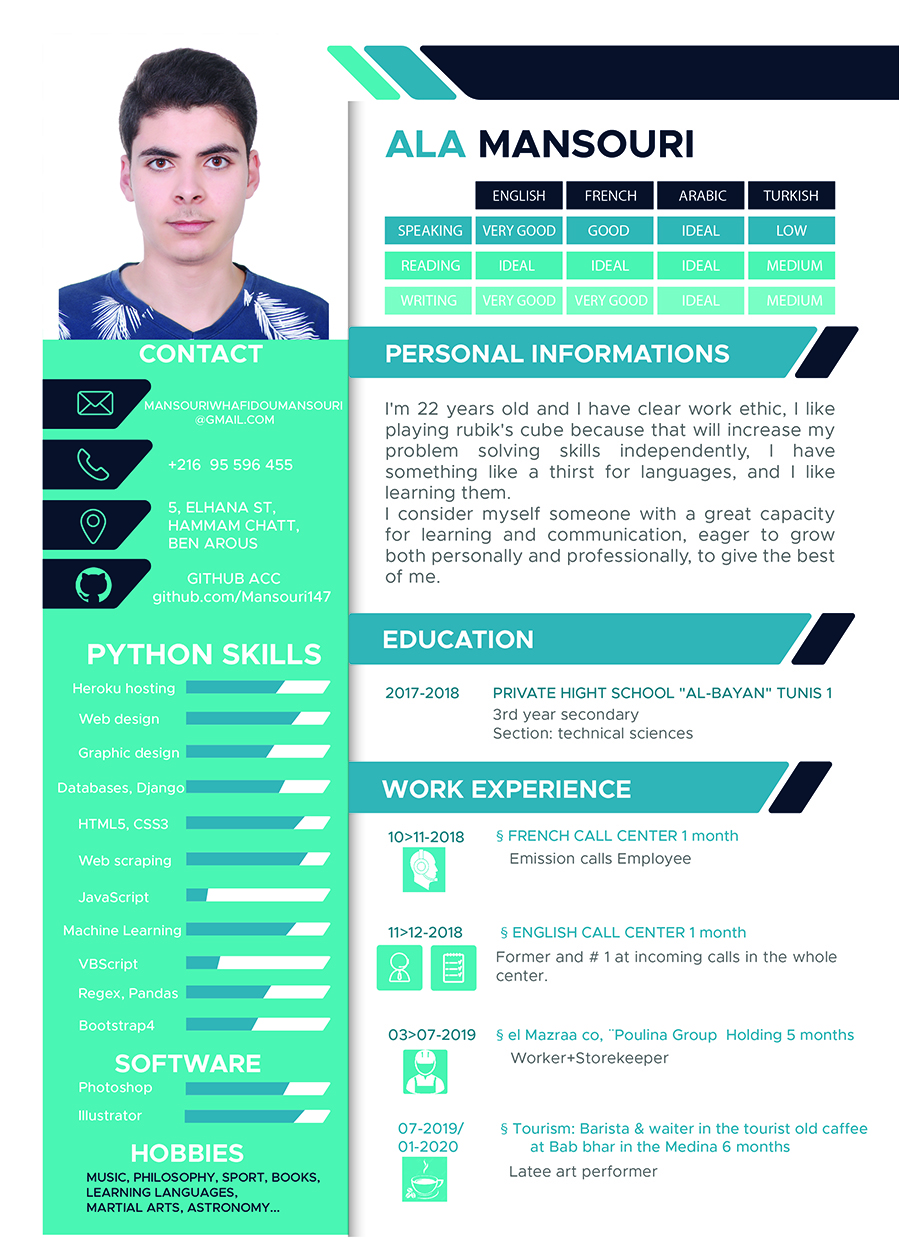 ALA MANSOURI
ENGLISH FRENCH ARABIC TURKISH
SPEAKING VERY GOOD GOOD IDEAL LOW
READING IDEAL IDEAL IDEAL MEDIUM
WRITING VERY GOOD VERY GOOD IDEAL MEDIUM
CONTACT
MANSOURIWHAFIDOUMANSOURI
@GMAIL.COM
+216 95 596 455
5, ELHANA ST,
HAMMAM CHATT,
BEN AROUS
GITHUB ACC
github.com/Mansouri147
PYTHON SKILLS
Heroku hosting
Web design
Graphic design
Databases, Django
HTML5, CSS3
Web scraping
JavaScript
Machine Learning
VBScript
Regex, Pandas
Bootstrap4
SOFTWARE
Photoshop
Illustrator
HOBBIES
MUSIC, PHILOSOPHY, SPORT, BOOKS,
LEARNING LANGUAGES,
MARTIAL ARTS, ASTRONOMY...
PERSONAL INFORMATIONS
I'm 22 years old and I have clear work ethic, I like
playing rubik's cube because that will increase my
problem solving skills independently, I have
something like a thirst for languages, and I like
learning them.
I consider myself someone with a great capacity
for learning and communication, eager to grow
both personally and professionally, to give the best
of me.
EDUCATION
2017-2018 PRIVATE HIGHT SCHOOL "AL-BAYAN" TUNIS 1
3rd year secondary
Section: technical sciences
WORK EXPERIENCE
10>11-2018 § FRENCH CALL CENTER 1 month
Emission calls Employee
11>12-2018 § ENGLISH CALL CENTER 1 month
Former and # 1 at incoming calls in the whole
center.
03>07-2019 § el Mazraa co, ¨Poulina Group Holding 5 months
Worker+Storekeeper
07-2019/ § Tourism: Barista & waiter in the tourist old caffee
01-2020 at Bab bhar in the Medina 6 months
Latee art performer